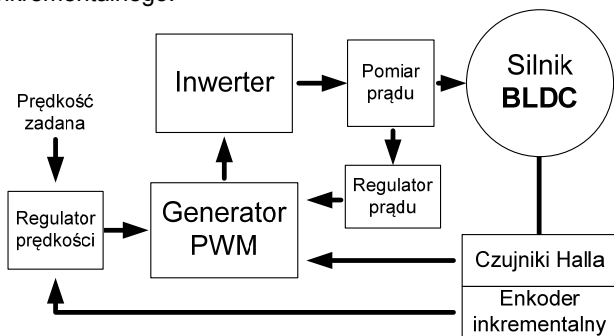 inkrementalnego.
Inwerter
Pomiar
prądu
Silnik
BLDC
Prędkość
zadana
Regulator
prędkości
Generator
PWM
Regulator
prądu
Czujniki Halla
Enkoder
inkrementalny